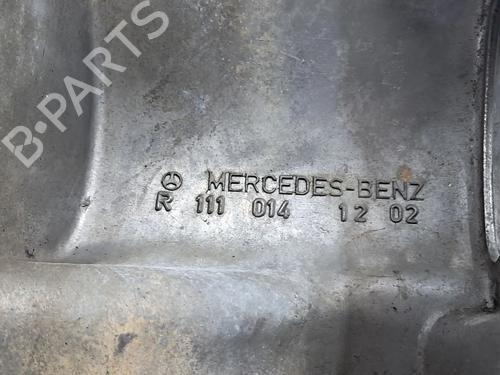 B-PARTS
MERCEDES-BENZ
R 111 014 12 02